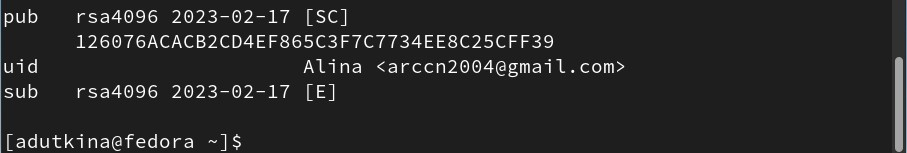 pub   rsa4096 2023-02-17 [SC]
      126076ACACB2CD4EF865C3F7C7734EE8C25CFF39
uid                      Alina <arccn2004@gmail.com>
sub   rsa4096 2023-02-17 [E]
[adutkina@fedora ~]$